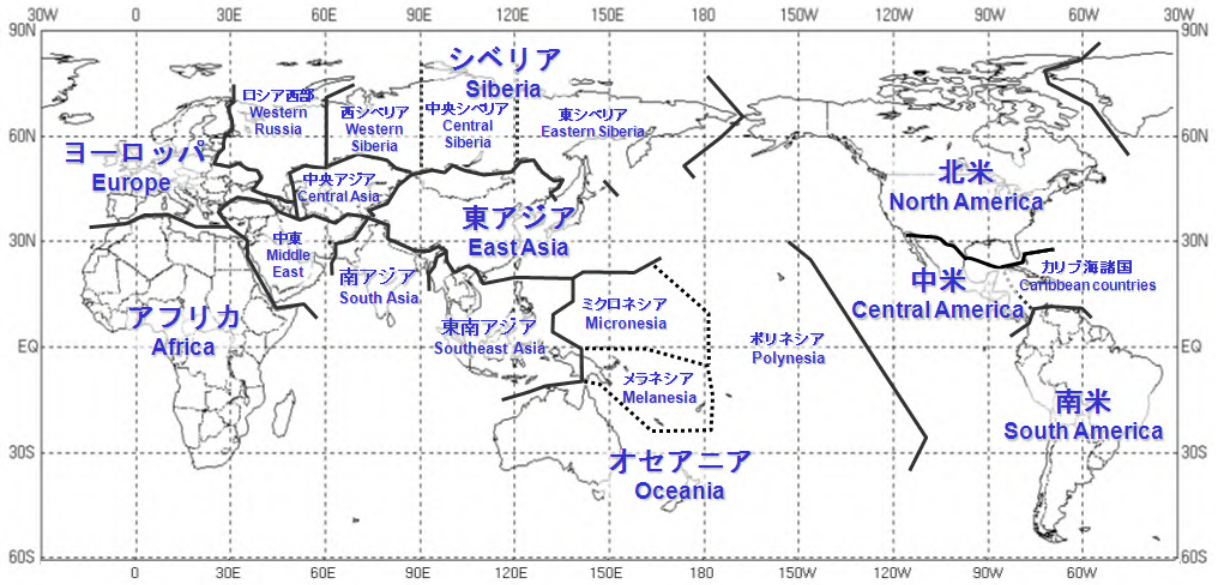 30W 0 30E 60E 90E 120E 150E 180 150W 120W 90W 60W 30W
90N 90N
シベリア
Siberia
ロシア西部
Western
Russia
西シベリア
Western
Siberia
中央シベリア
Central
Siberia
東シベリア
Eastern Siberia
60N 60N
ヨーロッパ
Europe
中央アジア
Central Asia
北米
North America
東アジア
East Asia
30N 30N
中東
Middle
East
南アジア
South Asia
中米
Central America
カリブ海諸国
Caribbean countries
アフリカ
Africa
ミクロネシア
Micronesia
東南アジア
Southeast Asia
ポリネシア
Polynesia
EQ EQ
メラネシア
Melanesia
南米
South America
30S 30S
オセアニア
Oceania
60S 60S
0 30E 60E 90E 120E 150E 180 150W 120W 90W 60W